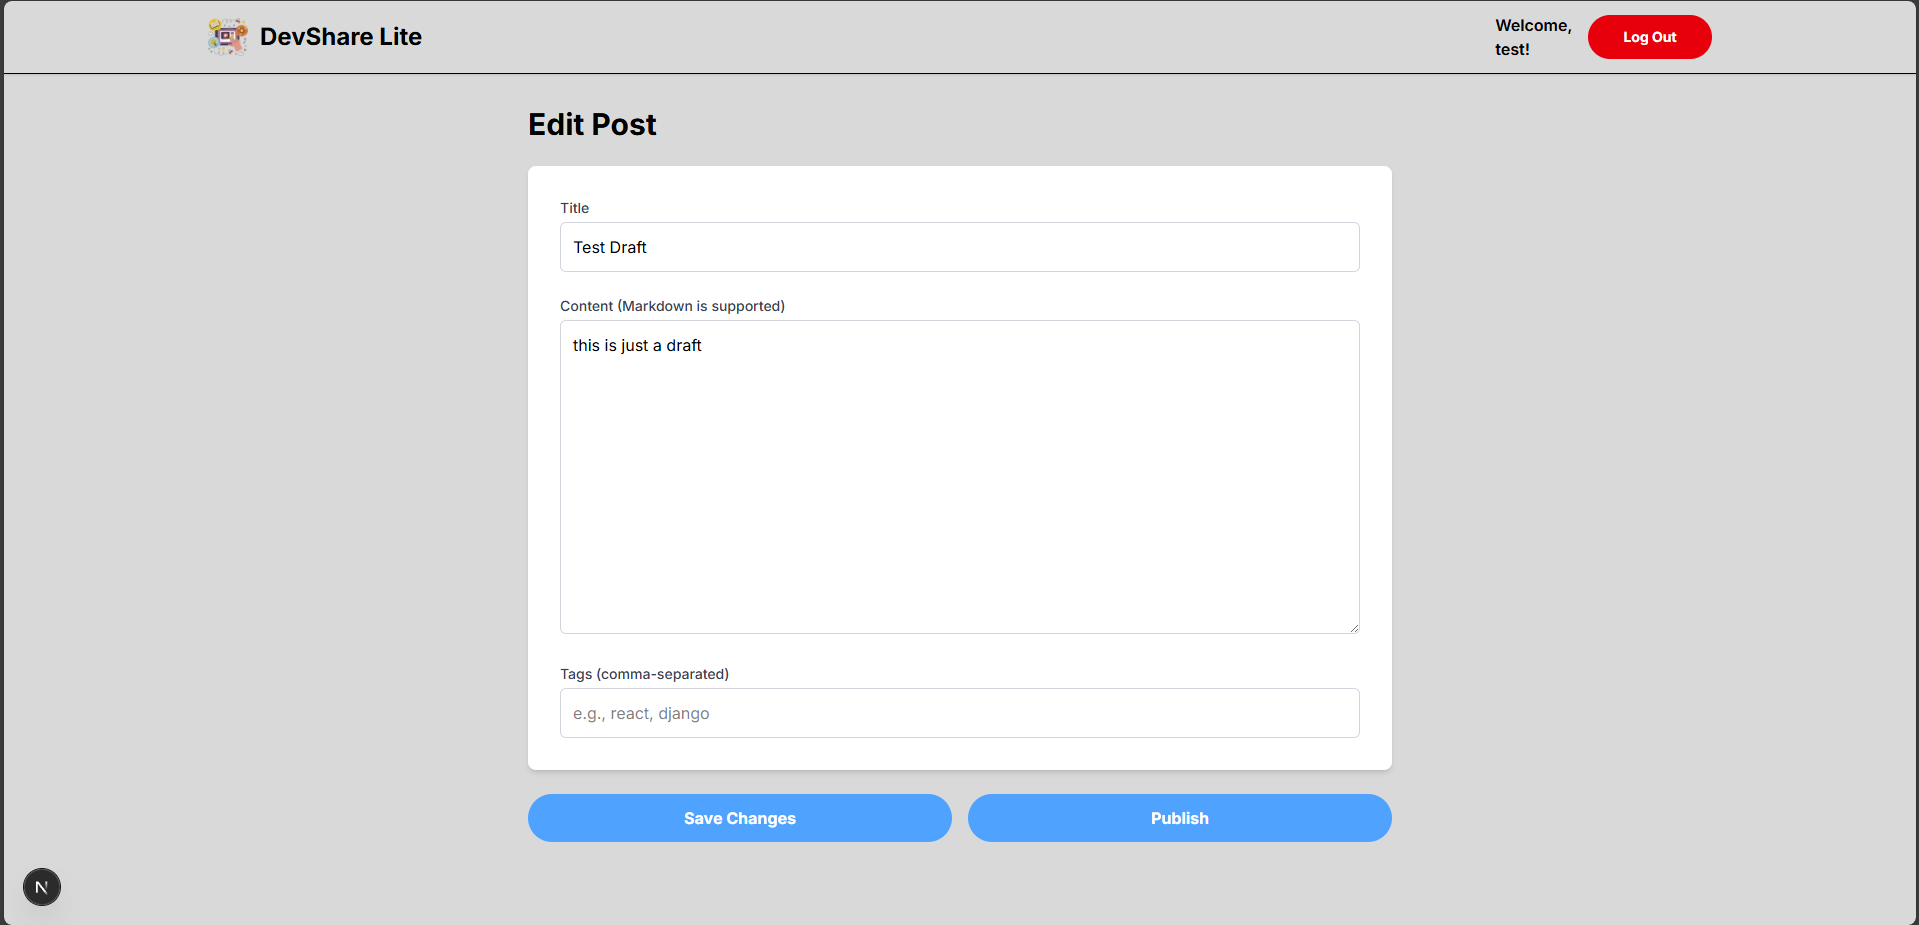 DevShare Lite
Welcome,
test!
Log Out
Edit Post
Title
Test Draft
Content (Markdown is supported)
this is just a draft
Tags (comma-separated)
e.g., react, django
Save Changes
Publish
N